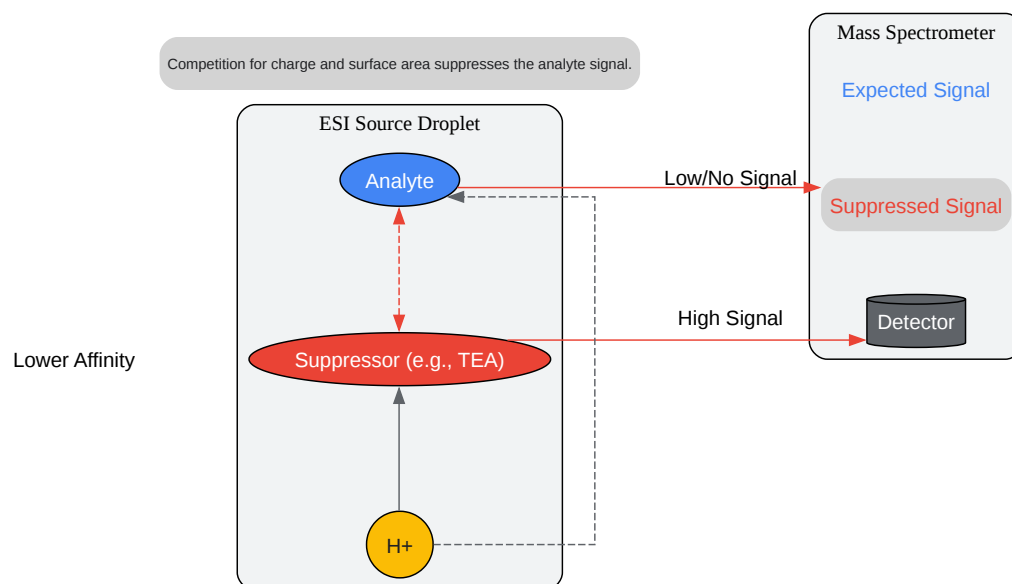 Mass Spectrometer
Competition for charge and surface area suppresses the analyte signal.
Expected Signal
ESI Source Droplet
Analyte
Low/No Signal
Suppressed Signal
High Signal
Detector
Lower Affinity
Suppressor (e.g., TEA)
H+